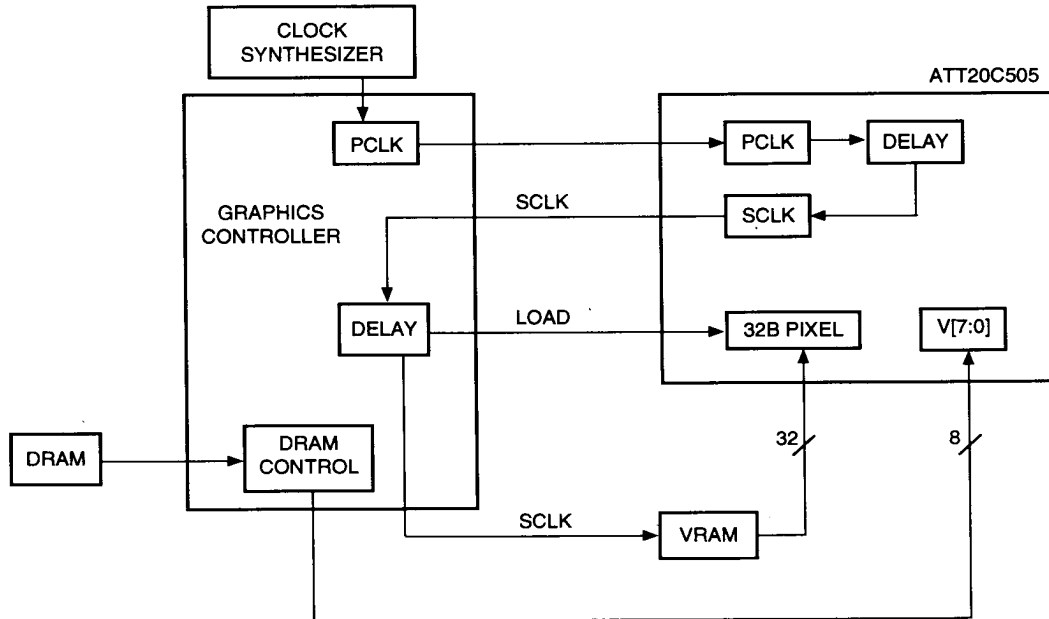 CLOCK
SYNTHESIZER
ATT20C505
PCLK
PCLK
DELAY
SCLK
SCLK
GRAPHICS
CONTROLLER
DELAY
LOAD
32B PIXEL
V[7:0]
DRAM
DRAM
CONTROL
32
8
SCLK
VRAM